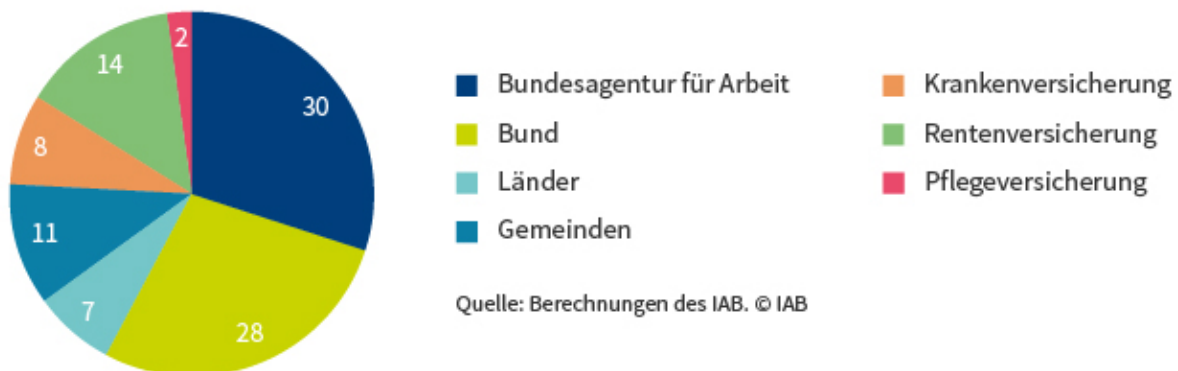 2
14
30
8
11
7
28
Bundesagentur für Arbeit
Bund
Länder
Gemeinden
Krankenversicherung
Rentenversicherung
Pflegeversicherung
Quelle: Berechnungen des IAB. © IAB